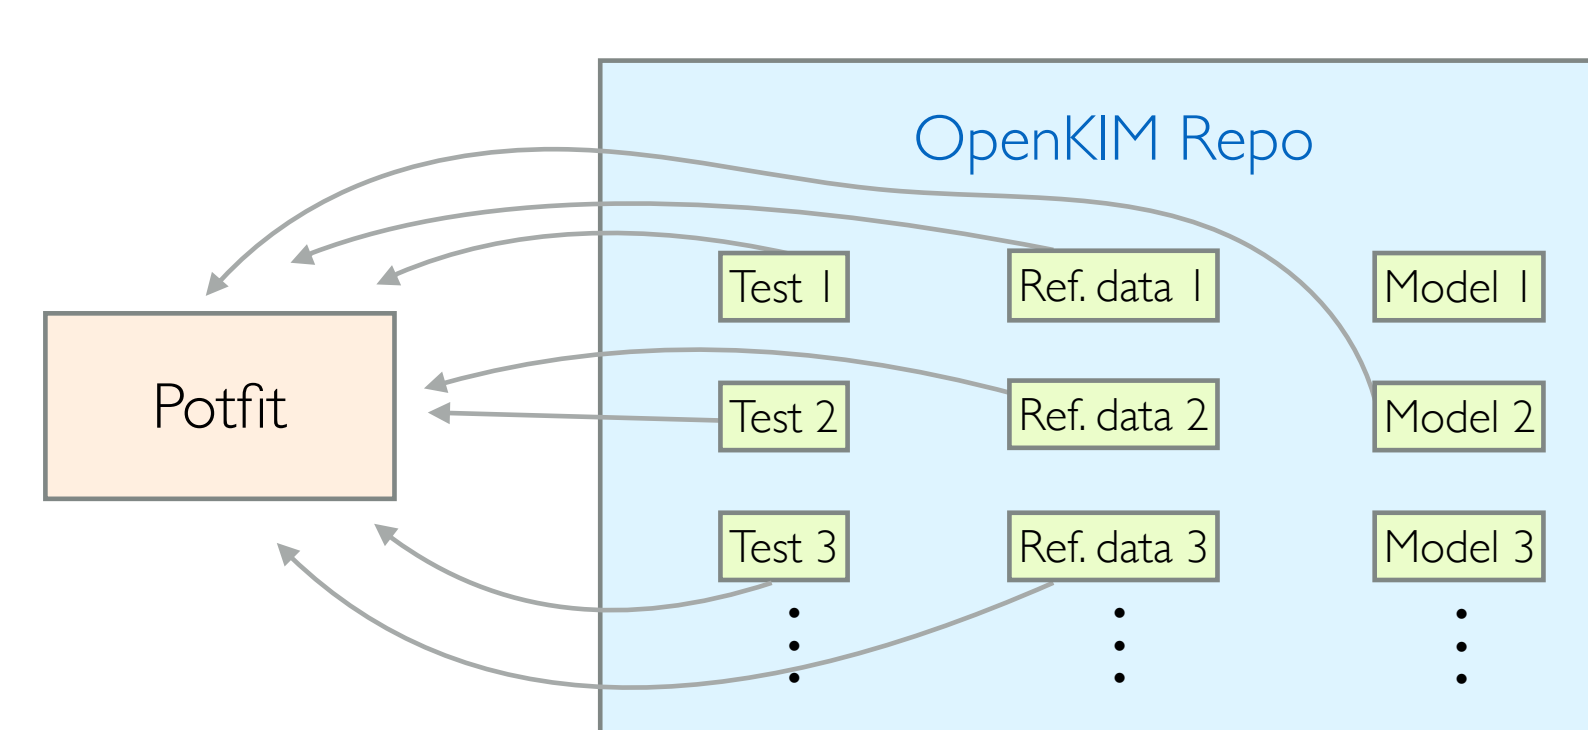 OpenKIM Repo
Test 1 Ref. data 1 Model 1
Potfit
Test 2 Ref. data 2 Model 2
Test 3 Ref. data 3 Model 3